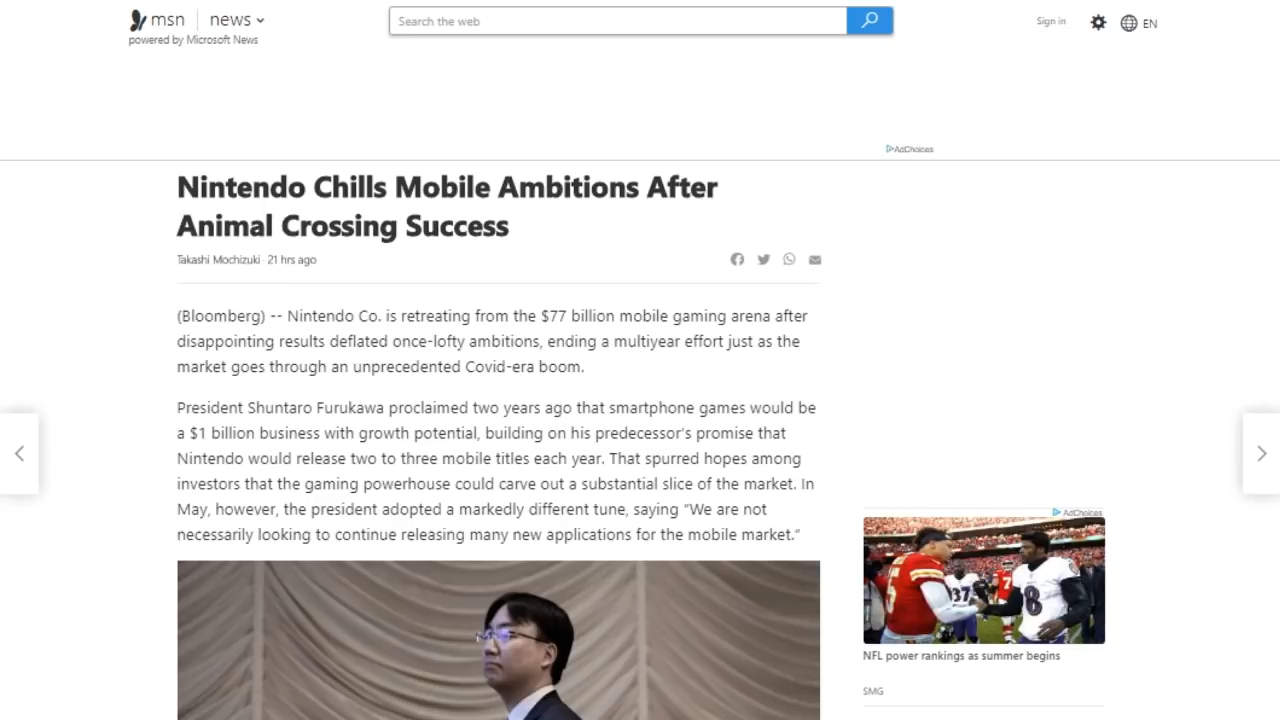 msn
news
powered by Microsoft News
Search the web
Sign in
EN
AdChoices
Nintendo Chills Mobile Ambitions After
Animal Crossing Success
Takashi Mochizuki · 21 hrs ago
(Bloomberg) -- Nintendo Co. is retreating from the $77 billion mobile gaming arena after
disappointing results deflated once-lofty ambitions, ending a multiyear effort just as the
market goes through an unprecedented Covid-era boom.
President Shuntaro Furukawa proclaimed two years ago that smartphone games would be
a $1 billion business with growth potential, building on his predecessor's promise that
Nintendo would release two to three mobile titles each year. That spurred hopes among
investors that the gaming powerhouse could carve out a substantial slice of the market. In
May, however, the president adopted a markedly different tune, saying “We are not
necessarily looking to continue releasing many new applications for the mobile market.”
AdChoices
37
8
NFL power rankings as summer begins
SMG